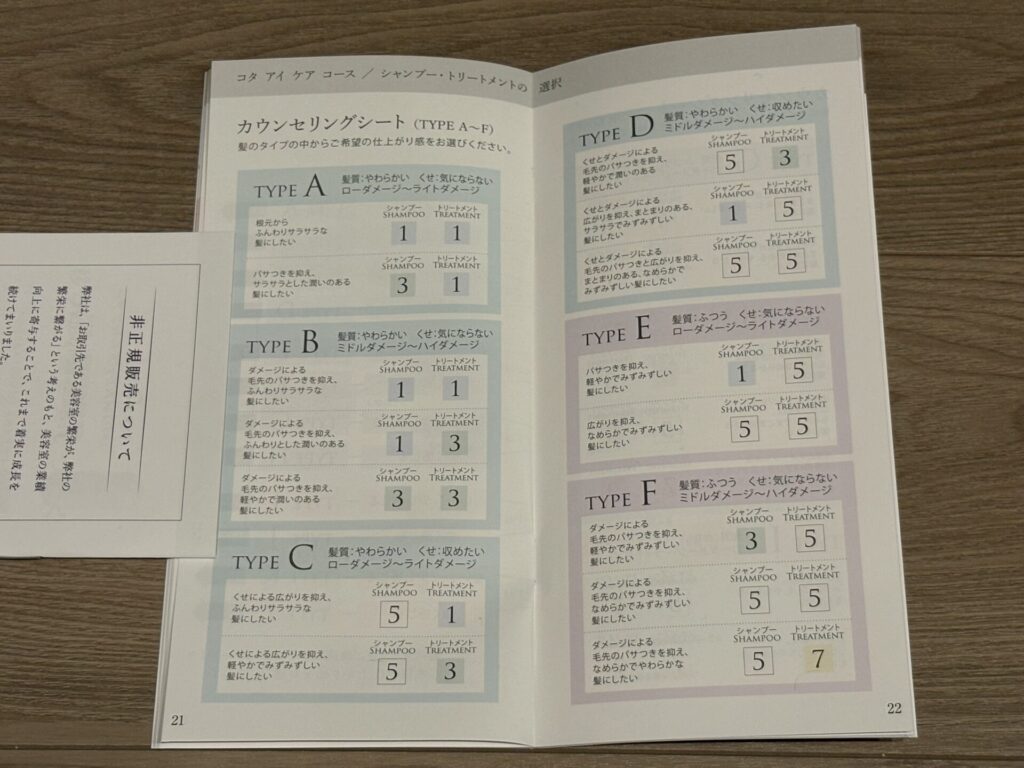 コタ アイ ケア コース / シャンプー・トリートメントの 選択
カウンセリングシート (TYPE A〜F)
髪のタイプの中からご希望の仕上がり感をお選びください。
TYPE A
髪質：やわらかい くせ：気にならない
ローダメージ〜ライトダメージ
シャンプー トリートメント
SHAMPOO TREATMENT
根元から
ふんわりサラサラな
髪にしたい
1 1
シャンプー トリートメント
SHAMPOO TREATMENT
パサつきを抑え、
サラサラとした潤いのある
髪にしたい
3 1
TYPE B
髪質：やわらかい くせ：気にならない
ミドルダメージ〜ハイダメージ
シャンプー トリートメント
SHAMPOO TREATMENT
ダメージによる
毛先のパサつきを抑え、
ふんわりサラサラな
髪にしたい
1 1
シャンプー トリートメント
SHAMPOO TREATMENT
ダメージによる
毛先のパサつきを抑え、
ふんわりとした潤いのある
髪にしたい
1 3
シャンプー トリートメント
SHAMPOO TREATMENT
ダメージによる
毛先のパサつきを抑え、
軽やかで潤いのある
髪にしたい
3 3
TYPE C
髪質：やわらかい くせ：収めたい
ローダメージ〜ライトダメージ
シャンプー トリートメント
SHAMPOO TREATMENT
くせによる広がりを抑え、
ふんわりサラサラな
髪にしたい
5 1
シャンプー トリートメント
SHAMPOO TREATMENT
くせによる広がりを抑え、
軽やかでみずみずしい
髪にしたい
5 3
21
TYPE D
髪質：やわらかい くせ：収めたい
ミドルダメージ〜ハイダメージ
シャンプー トリートメント
SHAMPOO TREATMENT
くせとダメージによる
毛先のパサつきを抑え、
軽やかで潤いのある
髪にしたい
5 3
シャンプー トリートメント
SHAMPOO TREATMENT
くせとダメージによる
広がりを抑え、まとまりのある、
サラサラでみずみずしい
髪にしたい
1 5
シャンプー トリートメント
SHAMPOO TREATMENT
くせとダメージによる
毛先のパサつきと広がりを抑え、
まとまりのある、なめらかで
みずみずしい髪にしたい
5 5
TYPE E
髪質：ふつう くせ：気にならない
ローダメージ〜ライトダメージ
シャンプー トリートメント
SHAMPOO TREATMENT
パサつきを抑え、
軽やかでみずみずしい
髪にしたい
1 5
シャンプー トリートメント
SHAMPOO TREATMENT
広がりを抑え、
なめらかでみずみずしい
髪にしたい
5 5
TYPE F
髪質：ふつう くせ：気にならない
ミドルダメージ〜ハイダメージ
シャンプー トリートメント
SHAMPOO TREATMENT
ダメージによる
毛先のパサつきを抑え、
軽やかでみずみずしい
髪にしたい
3 5
シャンプー トリートメント
SHAMPOO TREATMENT
ダメージによる
毛先のパサつきを抑え、
なめらかでみずみずしい
髪にしたい
5 5
シャンプー トリートメント
SHAMPOO TREATMENT
ダメージによる
毛先のパサつきを抑え、
なめらかでやわらかな
髪にしたい
5 7
22
非正規販売について
弊社は、「お取引先である美容室の繁栄が、弊社の
繁栄に繋がる」という考えのもと、美容室の業績
向上に寄与することで、これまで着実に成長を
続けてまいりました。